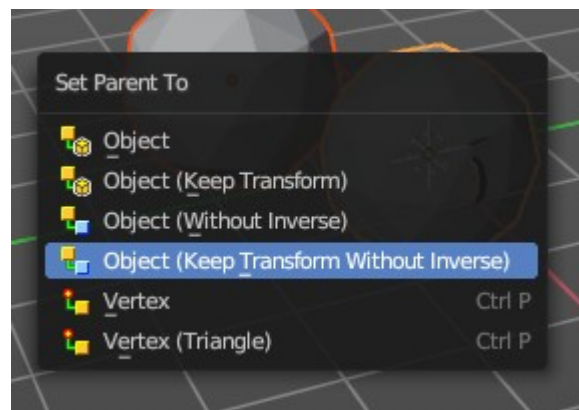 Set Parent To
Object
Object (Keep Transform)
Object (Without Inverse)
Object (Keep Transform Without Inverse)
Vertex Ctrl P
Vertex (Triangle) Ctrl P